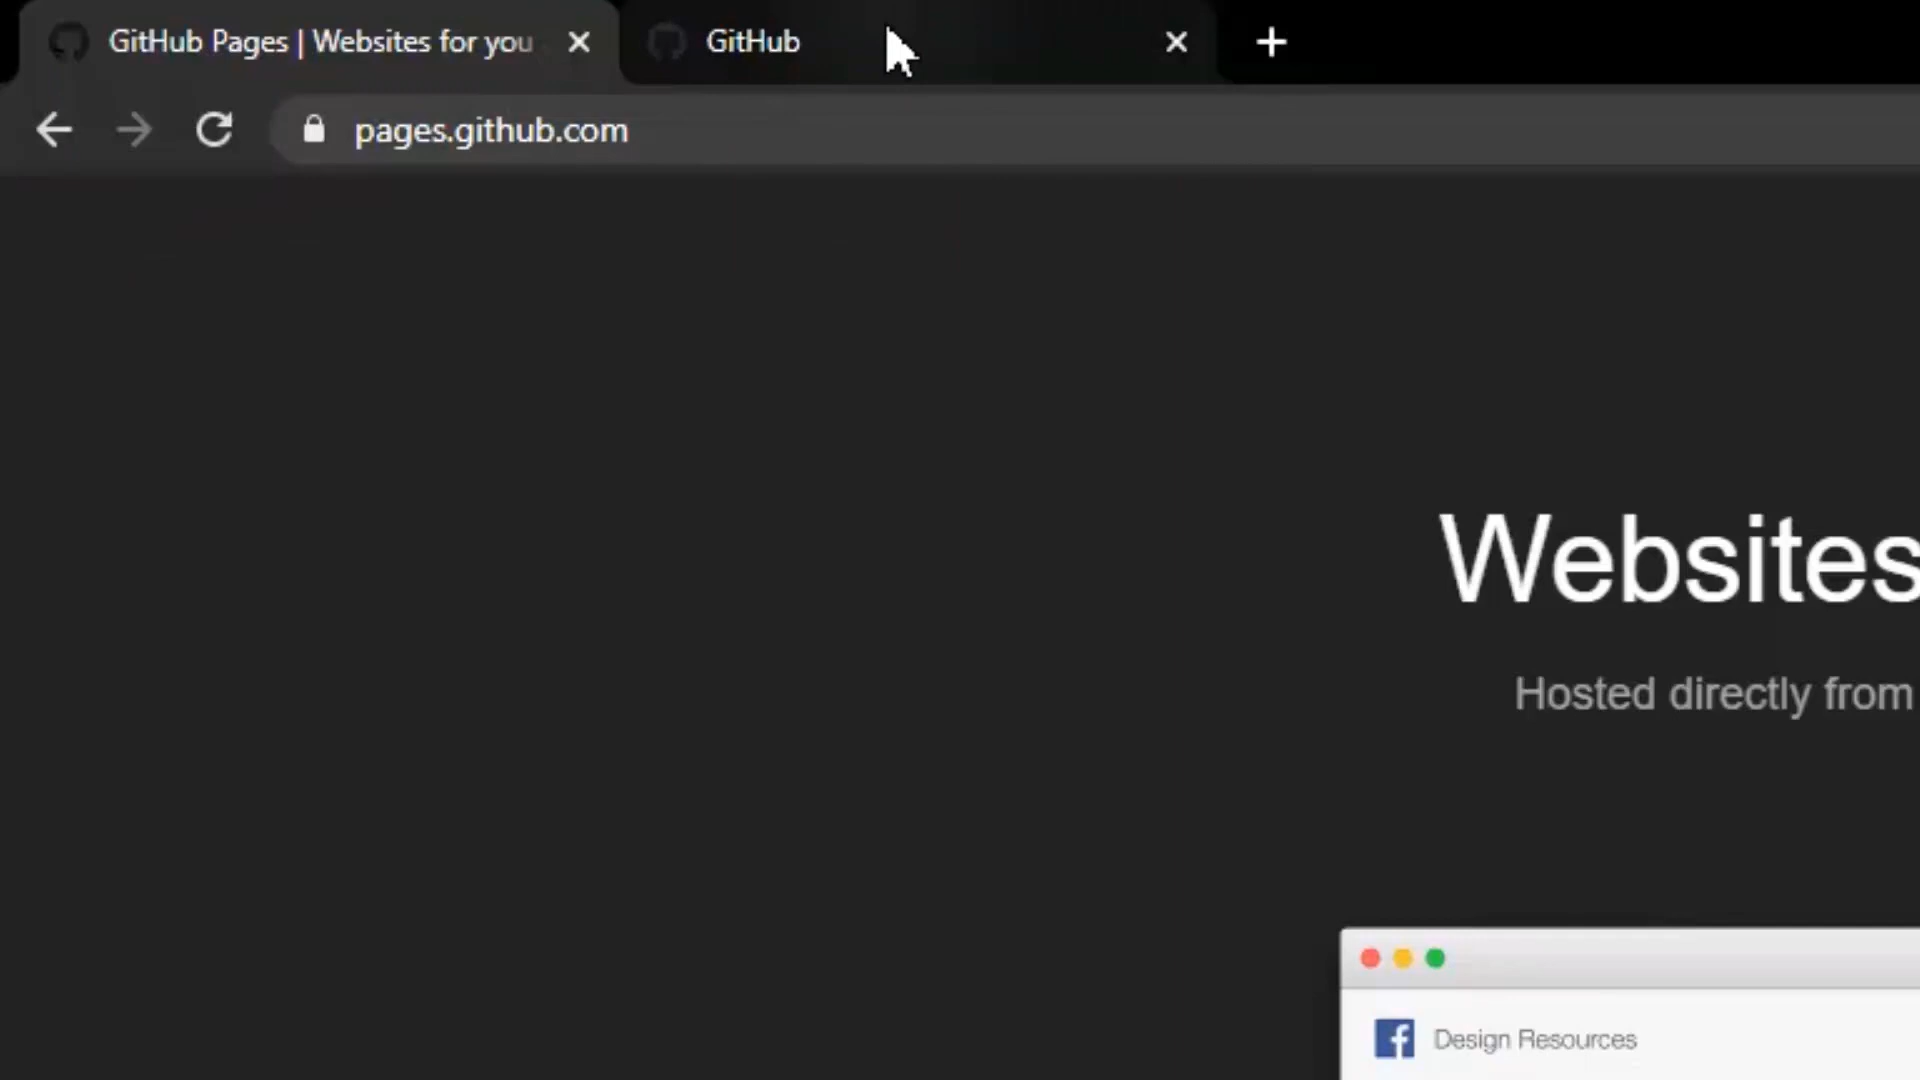 GitHub Pages | Websites for you
GitHub
pages.github.com
Websites
Hosted directly from
Design Resources